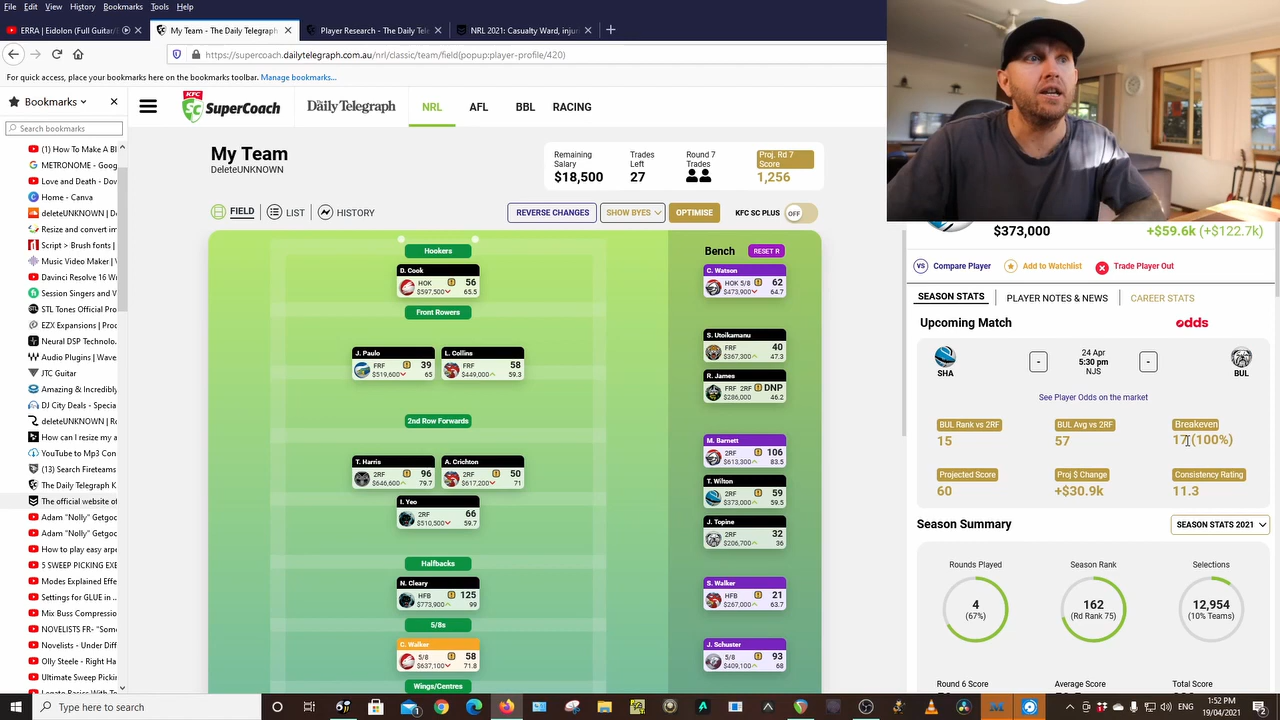 File Edit View History Bookmarks Tools Help
ERRA | Eidolon (Full Guitar/
My Team - The Daily Telegraph
Player Research - The Daily Tele
NRL 2021: Casualty Ward, injur
https://supercoach.dailytelegraph.com.au/nrl/classic/team/field(popup:player-profile/420)
For quick access, place your bookmarks here on the bookmarks toolbar. Manage bookmarks...
Bookmarks
Search bookmarks
(1) How To Make A Bl
METRONOME - Goog
Love and Death - Dow
Home - Canva
deleteUNKNOWN | D
Resize and convert im
Script > Brush fonts |
Music Video Maker | V
Davinci Resolve 16 Wi
Session Singers and V
STL Tones Official Pro
EZX Expansions | Proc
Neural DSP Technolo.
Audio Plugins | Wave
JTC Guitar
Amazing & Incredibl
DJ City Deals - Specia
deleteUNKNOWN | R
How can I resize my a
YouTube to Mp3 Conv
(13) Search Fireteams
The Daily Telegraph K
The official website of
Adam "Nolly" Getgoo
Adam "Nolly" Getgoo
How to play easy arpe
5 SWEEP PICKING EXE
Modes Explained Effe
Settings for GLUE in ..
Music Buss Compressio
NOVELISTS FR- "Some
Novelists - Under Diff
Olly Steele - Right Ha
Ultimate Sweep Pickin
KFC SuperCoach
The Daily Telegraph
NRL AFL BBL RACING
My Team
DeleteUNKNOWN
Remaining Salary
$18,500
Trades Left
27
Round 7 Trades
Proj. Rd 7 Score
1,256
FIELD LIST HISTORY
REVERSE CHANGES SHOW BYES OPTIMISE KFC SC PLUS OFF
Hookers
D. Cook
HOK 56
$597,500 65.5
Front Rowers
J. Paulo
FRF 39
$519,600 65
L. Collins
FRF 58
$449,000 59.3
2nd Row Forwards
T. Harris
2RF 96
$646,600 79.7
A. Crichton
2RF 50
$617,200 71
I. Yeo
2RF 66
$510,500 59.7
Halfbacks
N. Cleary
HFB 125
$773,900 99
5/8s
C. Walker
5/8 58
$637,100 71.8
Wings/Centres
Bench RESET R
C. Watson
HOK 5/8 62
$473,900 64.7
S. Utoikamanu
FRF 40
$367,300 47.3
R. James
FRF 2RF DNP
$286,000 46.2
M. Barnett
2RF 106
$613,300 83.5
T. Wilton
2RF 59
$373,000 59.5
J. Topine
2RF 32
$206,700 36
S. Walker
HFB 21
$267,000 63.7
J. Schuster
5/8 93
$409,100 68
$373,000 +$59.6k (+$122.7k)
VS Compare Player Add to Watchlist Trade Player Out
SEASON STATS PLAYER NOTES & NEWS CAREER STATS
Upcoming Match odds
SHA
-
24 Apr
5:30 pm
NJS
-
BUL
See Player Odds on the market
BUL Rank vs 2RF BUL Avg vs 2RF Breakeven
15 57 17 (100%)
Projected Score Proj $ Change Consistency Rating
60 +$30.9k 11.3
Season Summary SEASON STATS 2021
Rounds Played Season Rank Selections
4 162 12,954
(67%) (Rd Rank 75) (10% Teams)
Round 6 Score Average Score Total Score
Type here to search
ENG
1:52 PM
19/04/2021